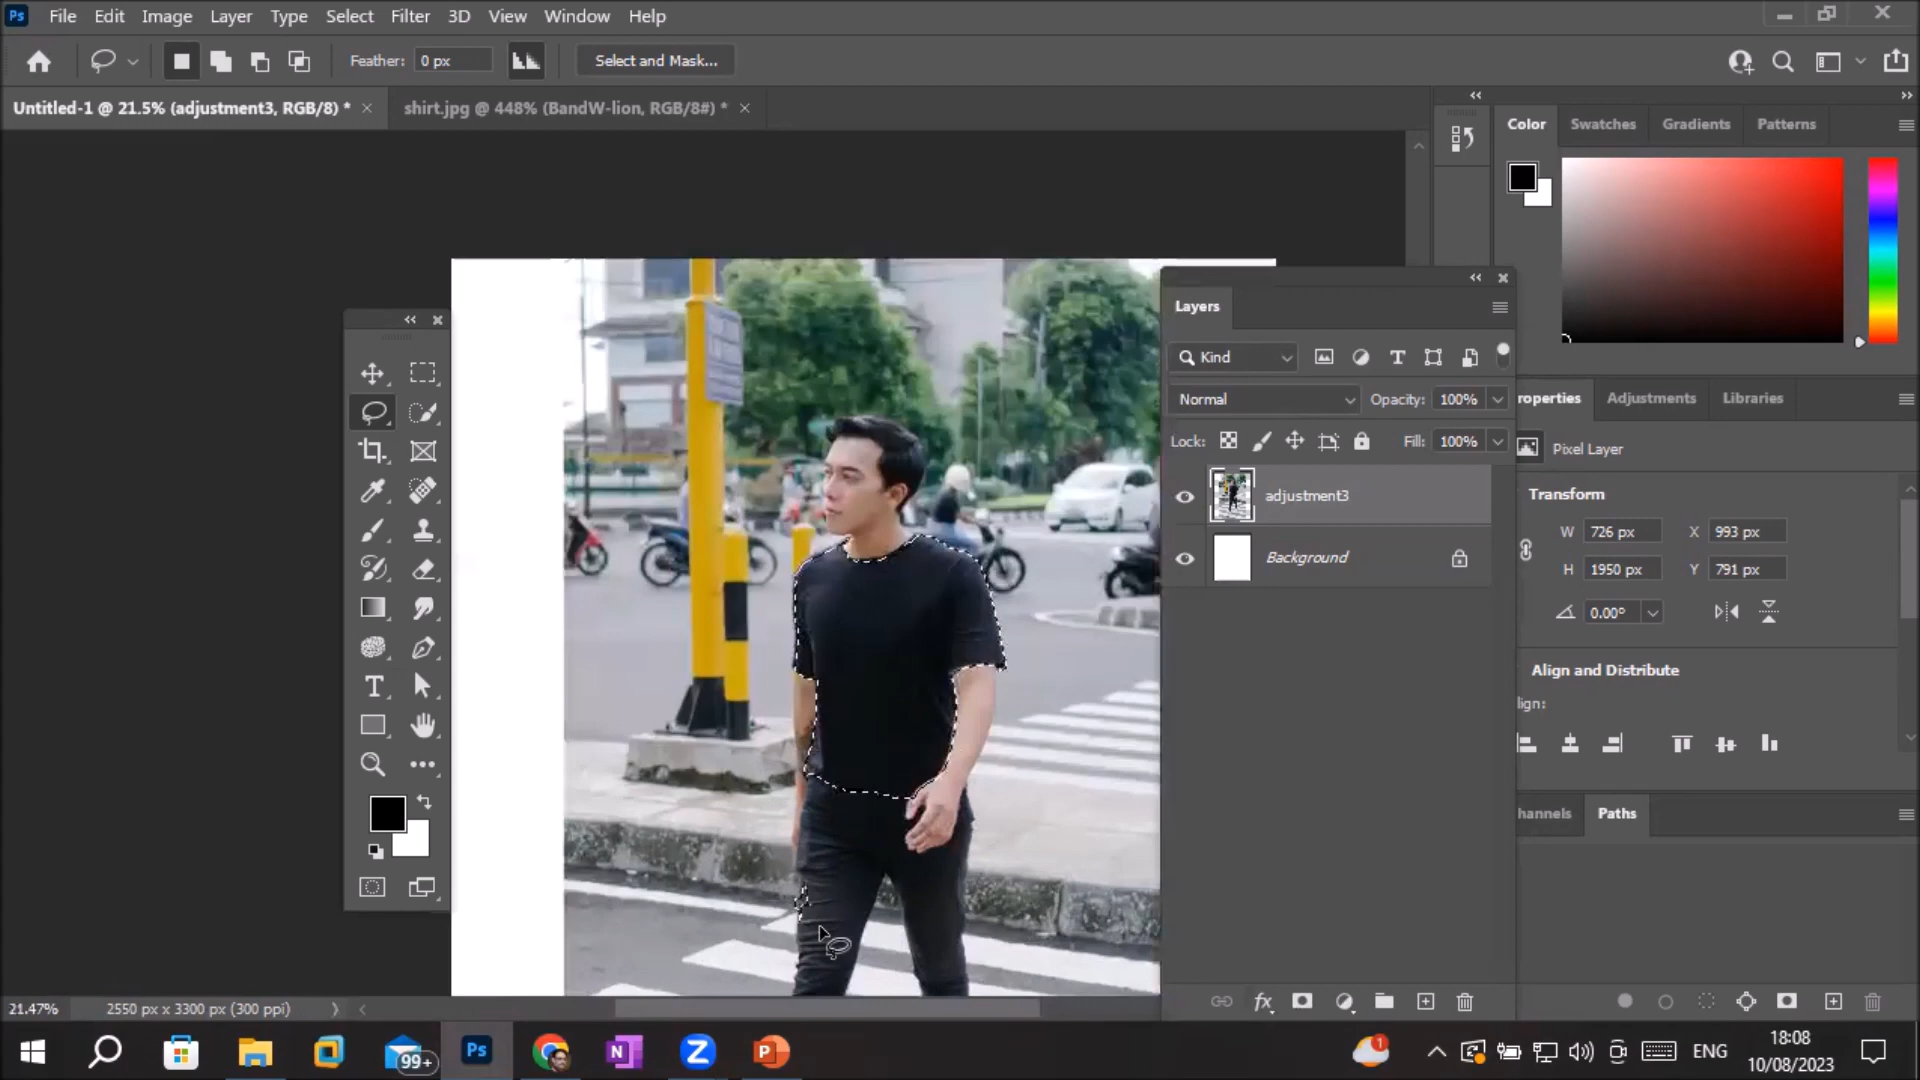 Ps File Edit Image Layer Type Select Filter 3D View Window Help
Feather: 0 px Select and Mask...
Untitled-1 @ 21.5% (adjustment3, RGB/8) * × shirt.jpg @ 448% (BandW-lion, RGB/8#) * ×
Color Swatches Gradients Patterns
Layers
Kind
Normal Opacity: 100%
Lock: Fill: 100%
adjustment3
Background
roperties Adjustments Libraries
Pixel Layer
Transform
W 726 px X 993 px
H 1950 px Y 791 px
0.00°
Align and Distribute
lign:
hannels Paths
21.47% 2550 px x 3300 px (300 ppi)
99+ Ps N Z P 1 ENG
18:08
10/08/2023